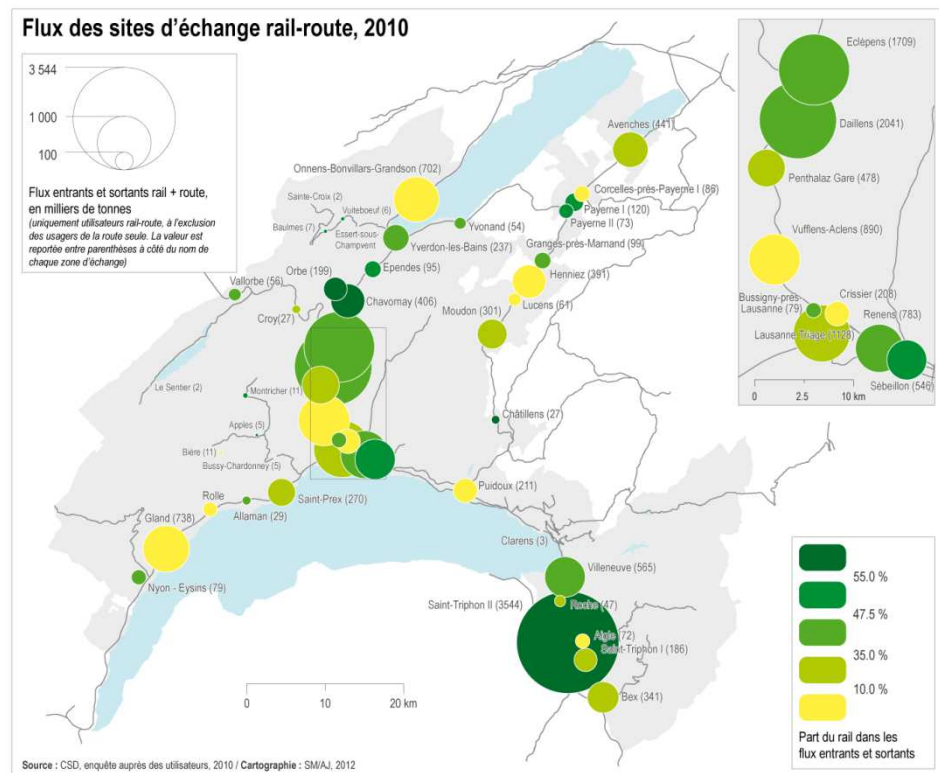 Flux des sites d’échange rail-route, 2010
3 544
1 000
100
Flux entrants et sortants rail + route,
en milliers de tonnes
(uniquement utilisateurs rail-route, à l’exclusion
des usagers de la route seule. La valeur est
reportée entre parenthèses à côté du nom de
chaque zone d’échange)
Eclépens (1709)
Daillens (2041)
Penthalaz Gare (478)
Vufflens-Aclens (890)
Crissier (208)
Bussigny-près-
Lausanne (79)
Renens (783)
Lausanne Triage (1128)
Sébeillon (546)
0 2.5 10 km
Avenches (441)
Onnens-Bonvillars-Grandson (702)
Corcelles-près-Payerne I (86)
Sainte-Croix (2)
Vuiteboeuf (6)
Payerne I (120)
Payerne II (73)
Baulmes (7)
Essert-sous-
Champvent
Yvonand (54)
Yverdon-les-Bains (237)
Granges-près-Marnand (99)
Ependes (95)
Orbe (199)
Henniez (391)
Vallorbe (56)
Chavornay (406)
Lucens (61)
Croy(27)
Moudon (301)
Le Sentier (2)
Montricher (11)
Châtillens (27)
Apples (5)
Bière (11)
Bussy-Chardonney (5)
Puidoux (211)
Rolle
Saint-Prex (270)
Allaman (29)
Gland (738)
Clarens (3)
Nyon - Eysins (79)
Villeneuve (565)
Saint-Triphon II (3544)
Roche (47)
Aigle (72)
Saint-Triphon I (186)
Bex (341)
0 10 20 km
55.0 %
47.5 %
35.0 %
10.0 %
Part du rail dans les
flux entrants et sortants
Source : CSD, enquête auprès des utilisateurs, 2010 / Cartographie : SM/AJ, 2012